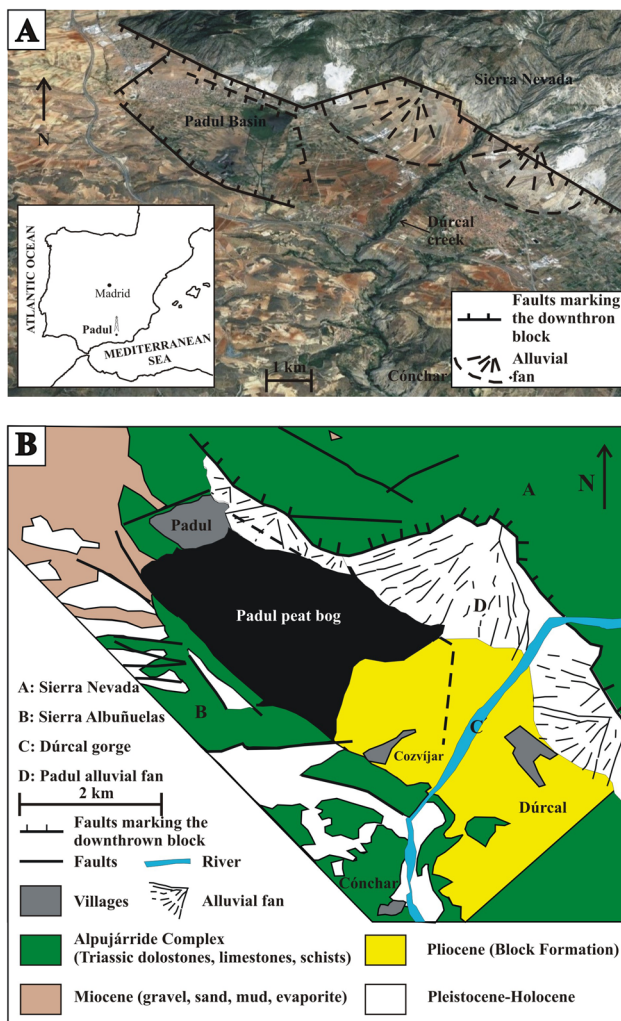 A
Sierra Nevada
N
Padul Basin
Dúrcal
creek
ATLANTIC OCEAN
Madrid
Padul
MEDITERRANEAN
SEA
1 km
Cónchar
Faults marking
the downthron
block
Alluvial
fan
B
A
N
Padul
Padul peat bog
D
A: Sierra Nevada
B: Sierra Albuñuelas
C: Dúrcal gorge
D: Padul alluvial fan
B
C
Cozvíjar
Dúrcal
2 km
Faults marking the
downthrown block
Faults
River
Cónchar
Villages
Alluvial fan
Alpujárride Complex
(Triassic dolostones, limestones, schists)
Pliocene (Block Formation)
Miocene (gravel, sand, mud, evaporite)
Pleistocene-Holocene